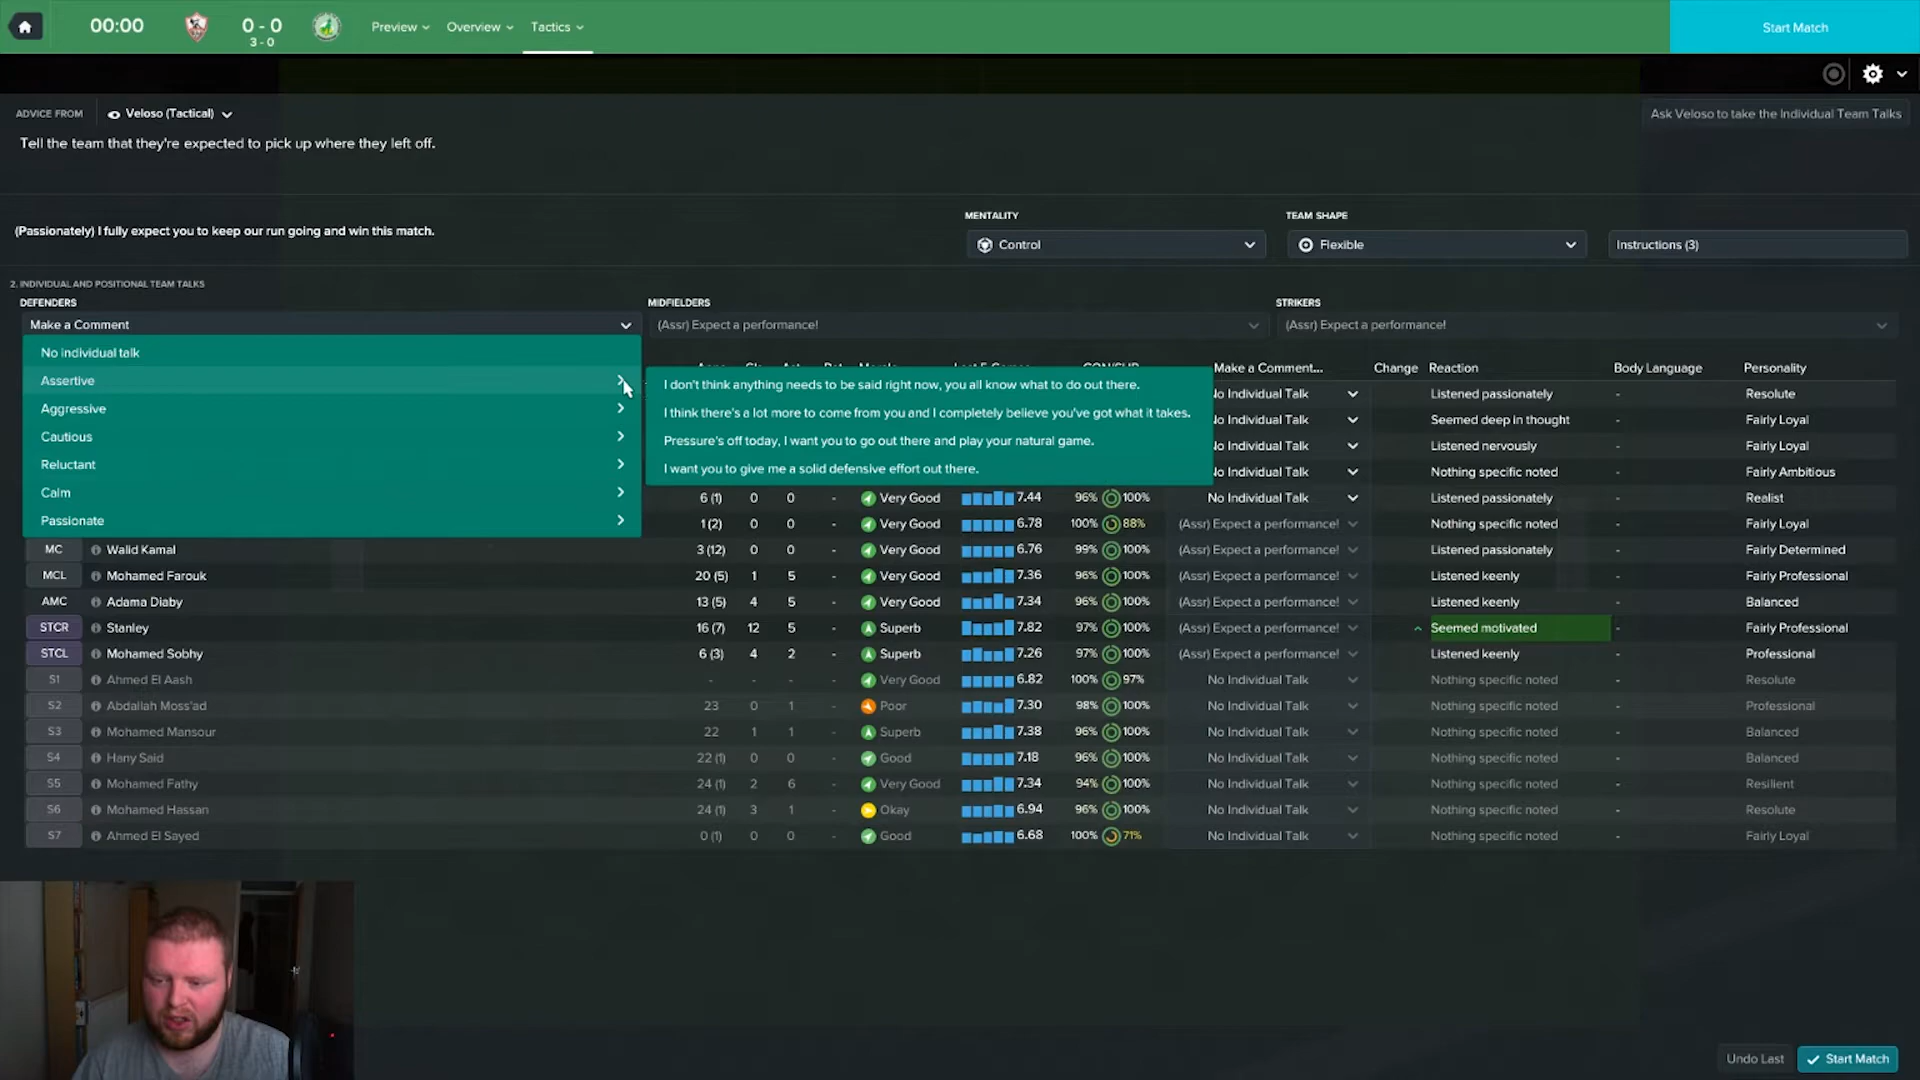 00:00
0 - 0
3 - 0
Preview
Overview
Tactics
Start Match
ADVICE FROM
Veloso (Tactical)
Ask Veloso to take the Individual Team Talks
Tell the team that they're expected to pick up where they left off.
MENTALITY
TEAM SHAPE
(Passionately) I fully expect you to keep our run going and win this match.
Control
Flexible
Instructions (3)
2. INDIVIDUAL AND POSITIONAL TEAM TALKS
DEFENDERS
MIDFIELDERS
STRIKERS
Make a Comment
(Assr) Expect a performance!
(Assr) Expect a performance!
No individual talk
Assertive
Aggressive
Cautious
Reluctant
Calm
Passionate
I don't think anything needs to be said right now, you all know what to do out there.
I think there's a lot more to come from you and I completely believe you've got what it takes.
Pressure's off today, I want you to go out there and play your natural game.
I want you to give me a solid defensive effort out there.
Make a Comment... Change Reaction Body Language Personality
Individual Talk Listened passionately - Resolute
Individual Talk Seemed deep in thought - Fairly Loyal
Individual Talk Listened nervously - Fairly Loyal
Individual Talk Nothing specific noted - Fairly Ambitious
6 (1) 0 0 - Very Good 7.44 96% 100% No Individual Talk Listened passionately - Realist
1 (2) 0 0 - Very Good 6.78 100% 88% (Assr) Expect a performance! Nothing specific noted - Fairly Loyal
MC Walid Kamal 3 (12) 0 0 - Very Good 6.76 99% 100% (Assr) Expect a performance! Listened passionately - Fairly Determined
MCL Mohamed Farouk 20 (5) 1 5 - Very Good 7.36 96% 100% (Assr) Expect a performance! Listened keenly - Fairly Professional
AMC Adama Diaby 13 (5) 4 5 - Very Good 7.34 96% 100% (Assr) Expect a performance! Listened keenly - Balanced
STCR Stanley 16 (7) 12 5 - Superb 7.82 97% 100% (Assr) Expect a performance! Seemed motivated - Fairly Professional
STCL Mohamed Sobhy 6 (3) 4 2 - Superb 7.26 97% 100% (Assr) Expect a performance! Listened keenly - Professional
S1 Ahmed El Aash - - - - Very Good 6.82 100% 97% No Individual Talk Nothing specific noted - Resolute
S2 Abdallah Moss'ad 23 0 1 - Poor 7.30 98% 100% No Individual Talk Nothing specific noted - Professional
S3 Mohamed Mansour 22 1 1 - Superb 7.38 96% 100% No Individual Talk Nothing specific noted - Balanced
S4 Hany Said 22 (1) 0 0 - Good 7.18 96% 100% No Individual Talk Nothing specific noted - Balanced
S5 Mohamed Fathy 24 (1) 2 6 - Very Good 7.34 94% 100% No Individual Talk Nothing specific noted - Resilient
S6 Mohamed Hassan 24 (1) 3 1 - Okay 6.94 96% 100% No Individual Talk Nothing specific noted - Resolute
S7 Ahmed El Sayed 0 (1) 0 0 - Good 6.68 100% 71% No Individual Talk Nothing specific noted - Fairly Loyal
Undo Last
Start Match